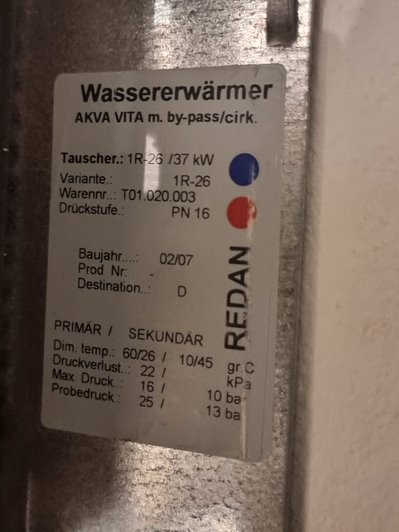 Wassererwärmer
AKVA VITA m. by-pass/cirk.
Tauscher.: 1R-26 /37 kW
Variante.: 1R-26
Warennr..: T01.020.003
Drückstufe.: PN 16
Baujahr....: 02/07
Prod Nr: -
Destination..: D
REDAN
PRIMÄR / SEKUNDÄR
Dim. temp.: 60/26 / 10/45 gr.C
Druckverlust.: 22 / kPa
Max. Druck.: 16 / 10 bar
Probedruck.: 25 / 13 ba